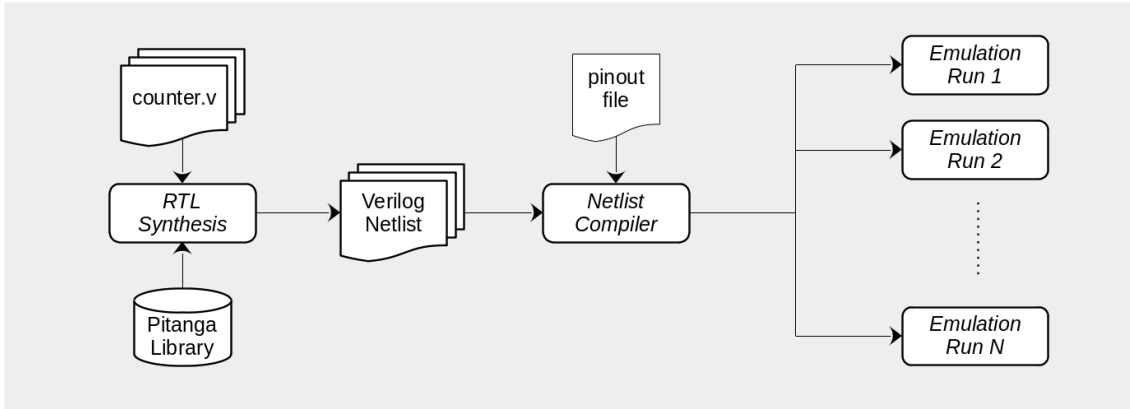 counter.v
pinout
file
Emulation
Run 1
Emulation
Run 2
RTL
Synthesis
Verilog
Netlist
Netlist
Compiler
Pitanga
Library
Emulation
Run N